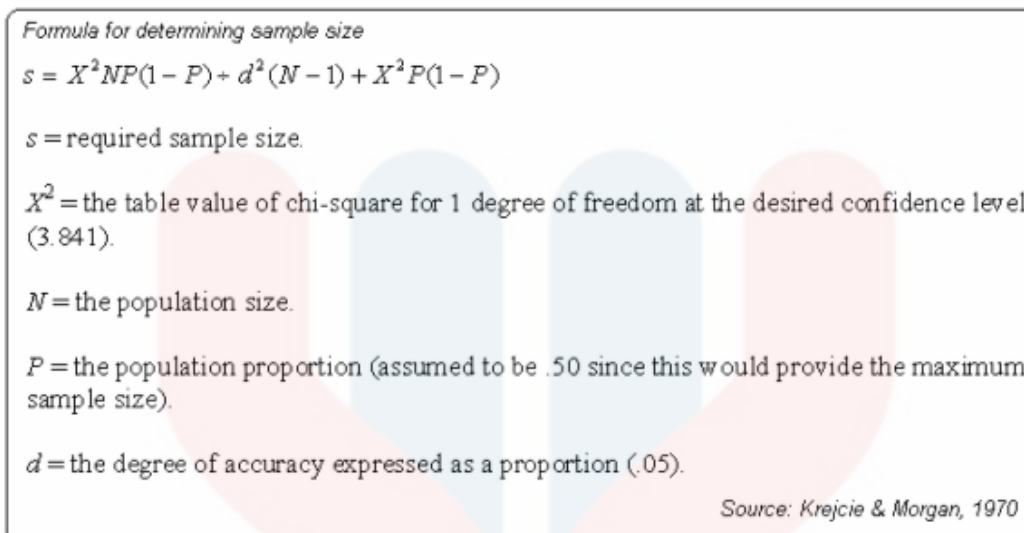 Formula for determining sample size
s = X²NP(1 − P) ÷ d²(N − 1) + X²P(1 − P)
s = required sample size.
X² = the table value of chi-square for 1 degree of freedom at the desired confidence level
(3.841).
N = the population size.
P = the population proportion (assumed to be .50 since this would provide the maximum
sample size).
d = the degree of accuracy expressed as a proportion (.05).
Source: Krejcie & Morgan, 1970